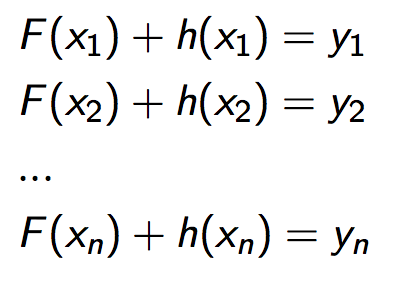 F(x₁) + h(x₁) = y₁
F(x₂) + h(x₂) = y₂
...
F(xₙ) + h(xₙ) = yₙ